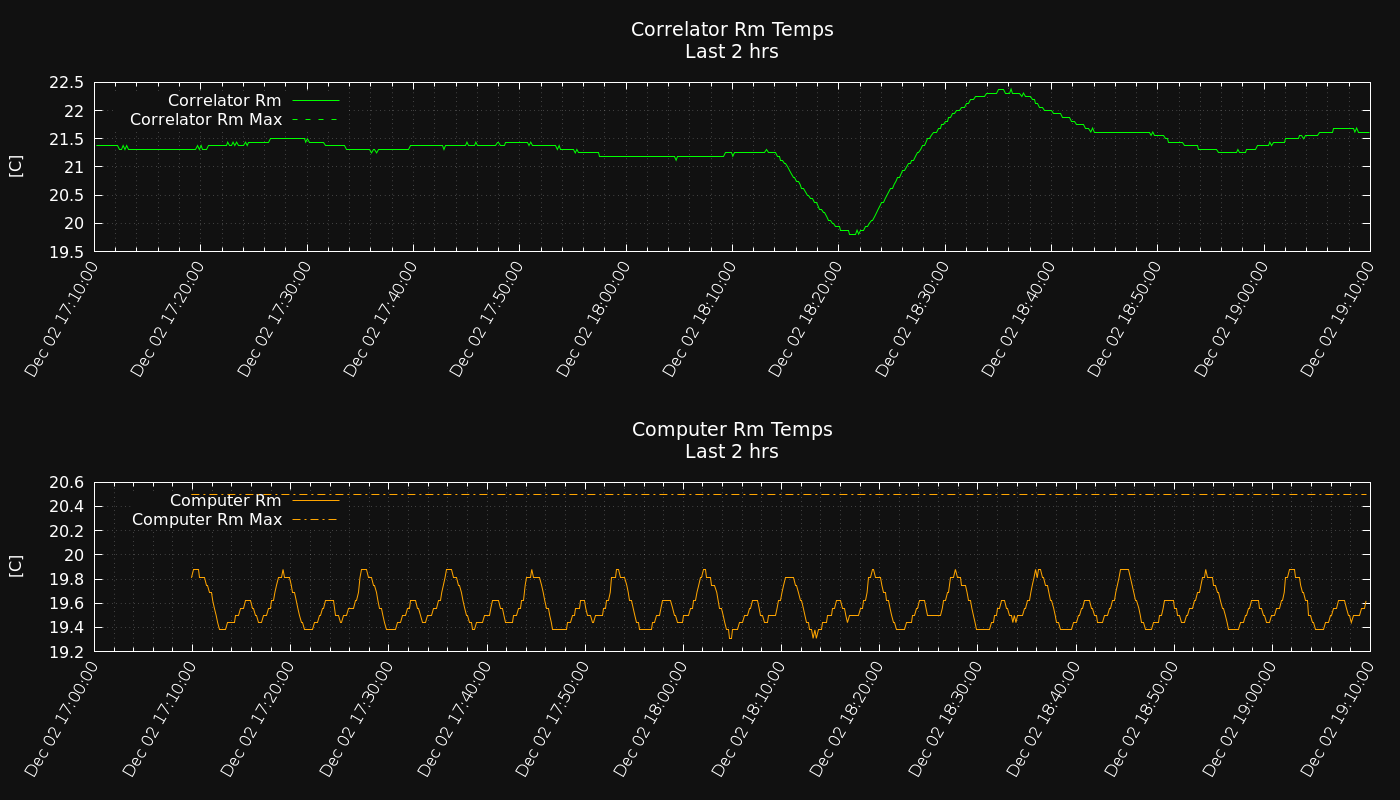 Correlator Rm Temps
Last 2 hrs
22.5
22
21.5
21
20.5
20
19.5
[C]
Correlator Rm
Correlator Rm Max
Dec 02 17:10:00
Dec 02 17:20:00
Dec 02 17:30:00
Dec 02 17:40:00
Dec 02 17:50:00
Dec 02 18:00:00
Dec 02 18:10:00
Dec 02 18:20:00
Dec 02 18:30:00
Dec 02 18:40:00
Dec 02 18:50:00
Dec 02 19:00:00
Dec 02 19:10:00
Computer Rm Temps
Last 2 hrs
20.6
20.4
20.2
20
19.8
19.6
19.4
19.2
[C]
Computer Rm
Computer Rm Max
Dec 02 17:00:00
Dec 02 17:10:00
Dec 02 17:20:00
Dec 02 17:30:00
Dec 02 17:40:00
Dec 02 17:50:00
Dec 02 18:00:00
Dec 02 18:10:00
Dec 02 18:20:00
Dec 02 18:30:00
Dec 02 18:40:00
Dec 02 18:50:00
Dec 02 19:00:00
Dec 02 19:10:00